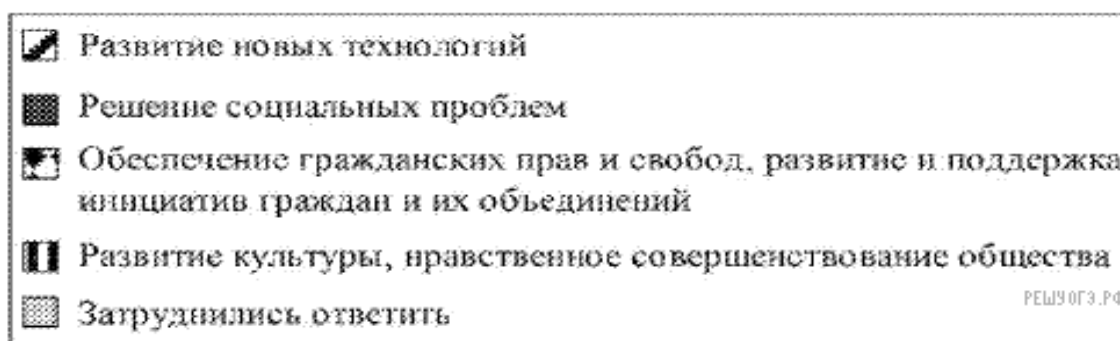 Развитие новых технологий
Решение социальных проблем
Обеспечение гражданских прав и свобод, развитие и поддержка
инициатив граждан и их объединений
Развитие культуры, нравственное совершенствование общества
РЕШУОГЭ.РФ
Затруднились ответить